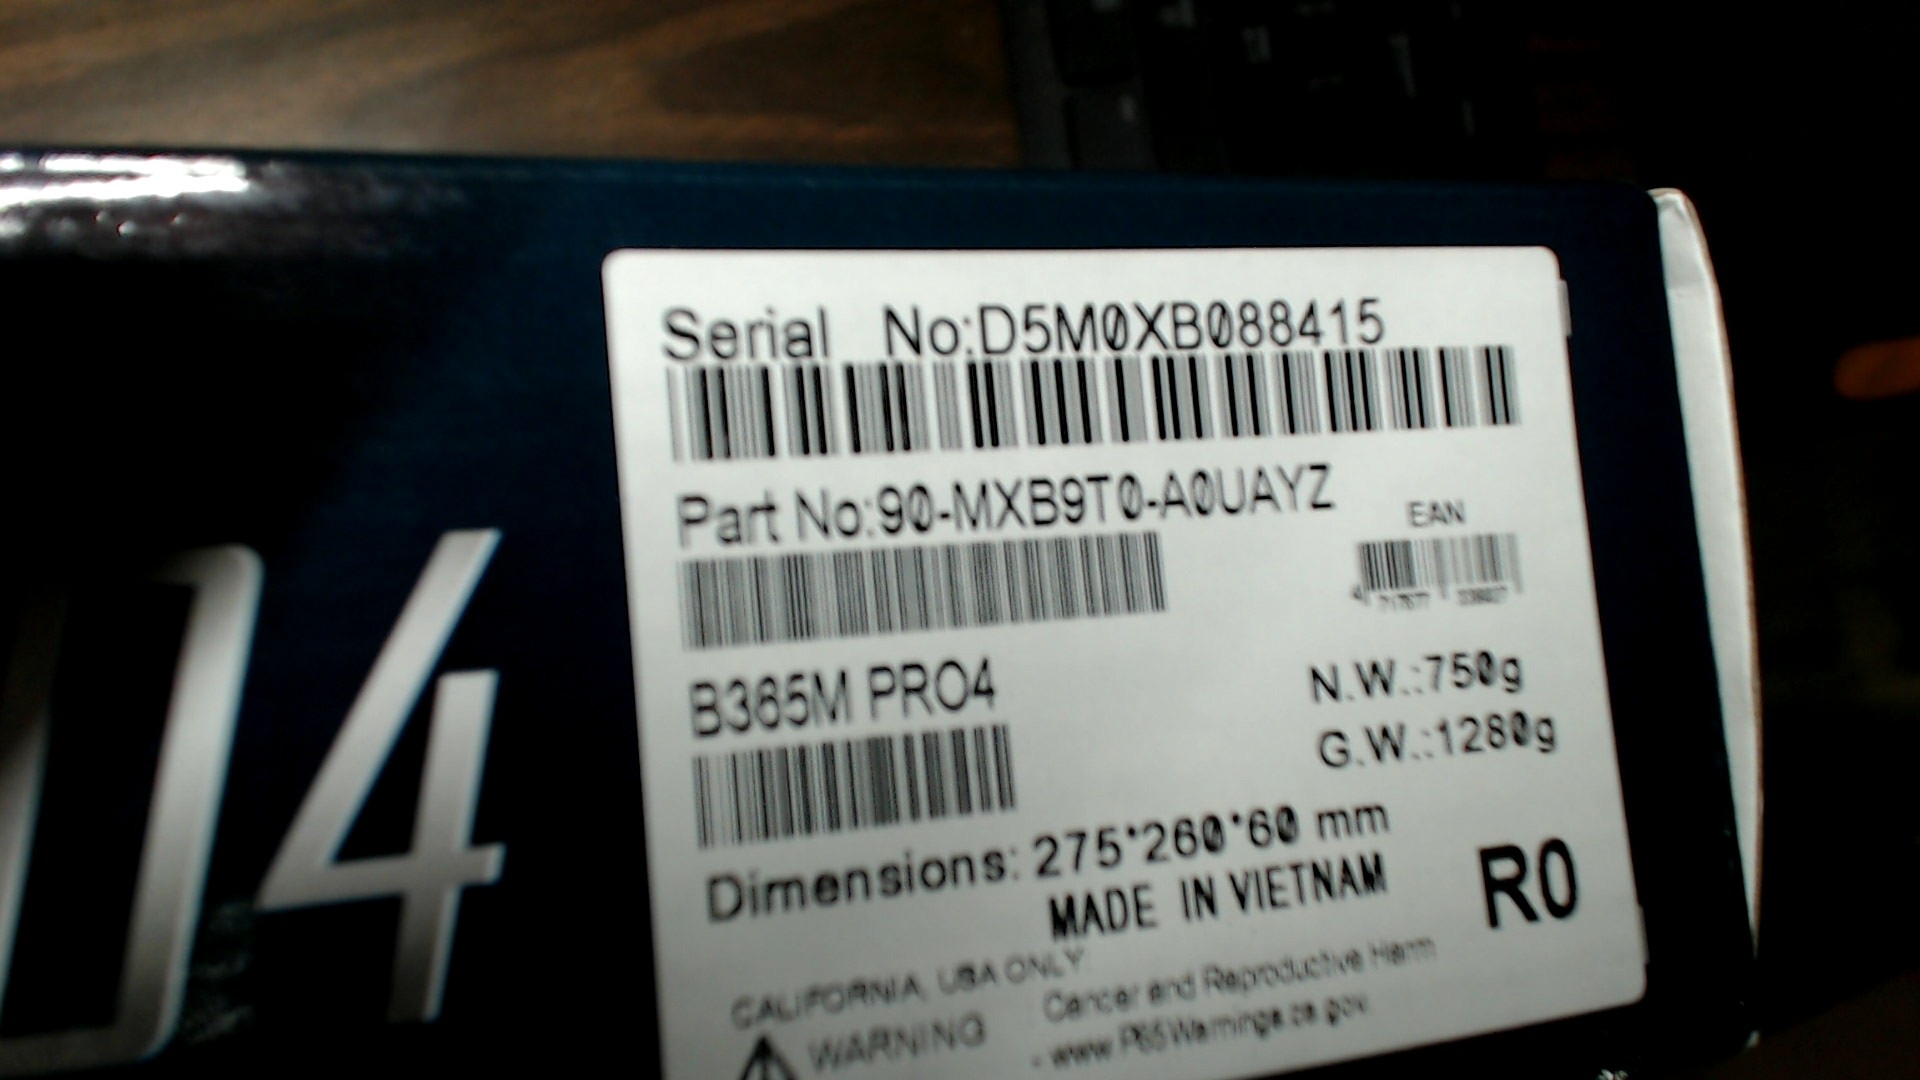 Serial No:D5M0XB088415
Part No:90-MXB9T0-A0UAYZ
EAN
B365M PRO4
N.W.:750g
G.W.:1280g
Dimensions: 275*260*60 mm
MADE IN VIETNAM
R0
CALIFORNIA, USA ONLY
WARNING
Cancer and Reproductive Harm
- www.P65Warnings.ca.gov.
O4